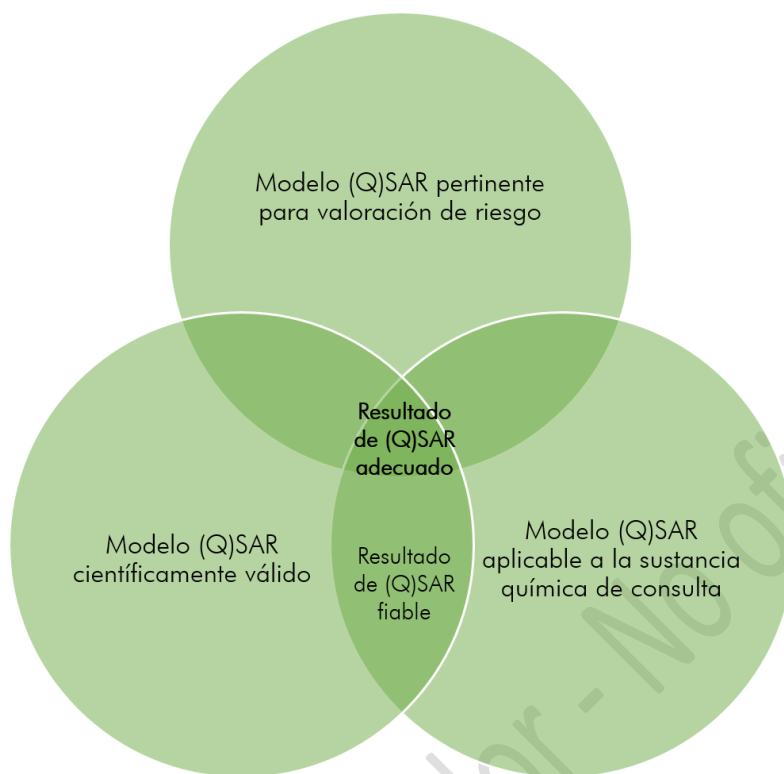 Modelo (Q)SAR pertinente
para valoración de riesgo
Resultado
de (Q)SAR
adecuado
Modelo (Q)SAR
científicamente válido
Resultado
de (Q)SAR
fiable
Modelo (Q)SAR
aplicable a la sustancia
química de consulta
- No